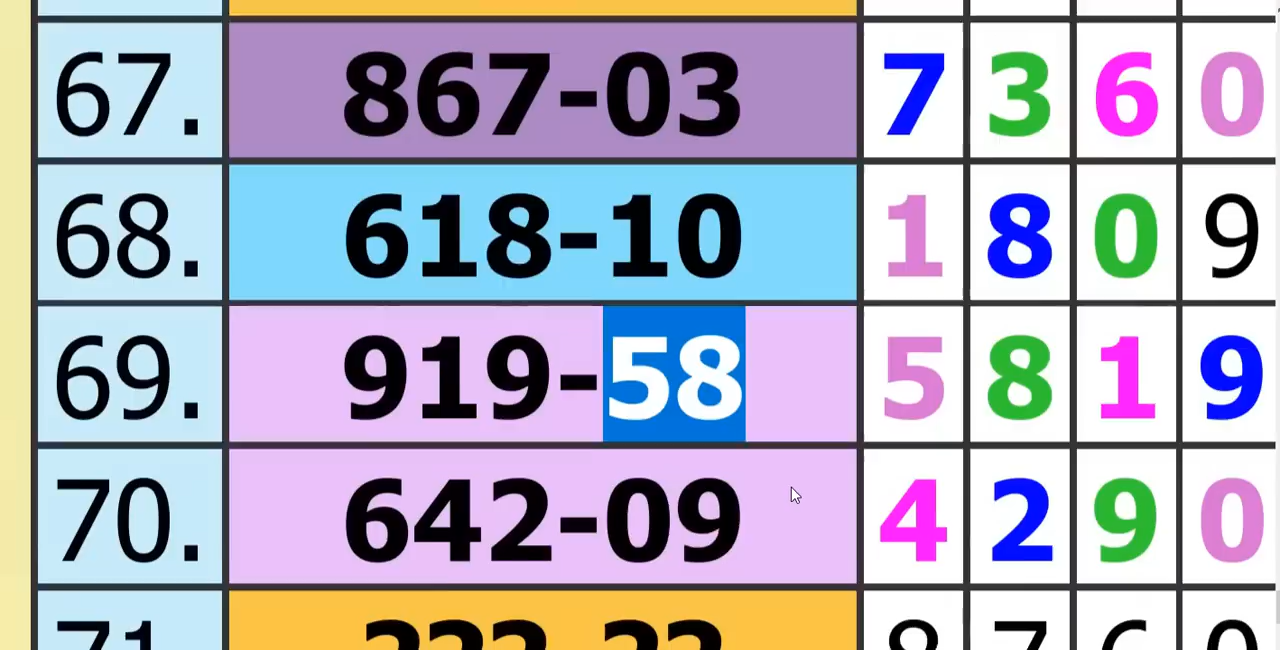 67. 867-03 7 3 6 0
68. 618-10 1 8 0 9
69. 919-58 5 8 1 9
70. 642-09 4 2 9 0